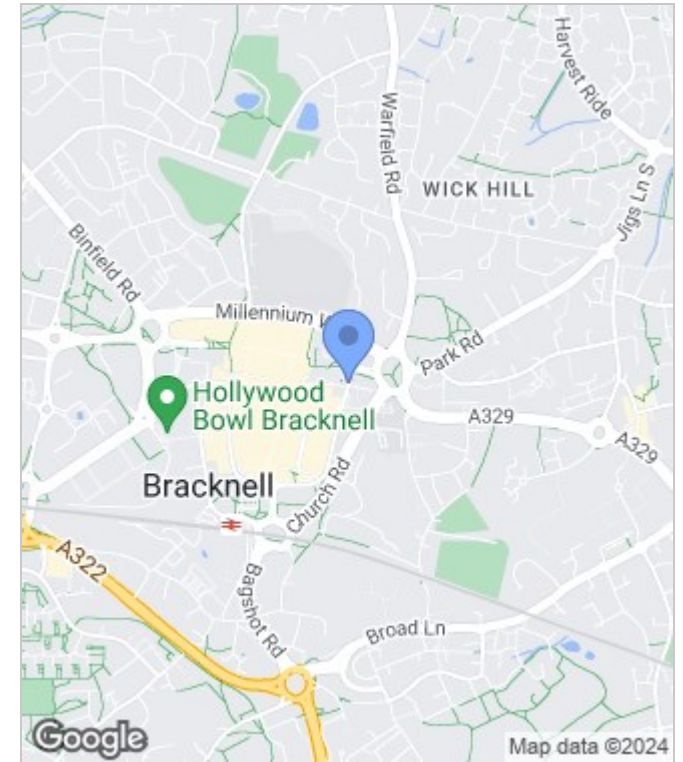 Harvest Ride
Warfield Rd
WICK HILL
Jigs Ln S
Binfield Rd
Millennium W
Park Rd
Hollywood
Bowl Bracknell
A329
A329
Bracknell
Church Rd
A322
Bagshot Rd
Broad Ln
Google
Map data ©2024